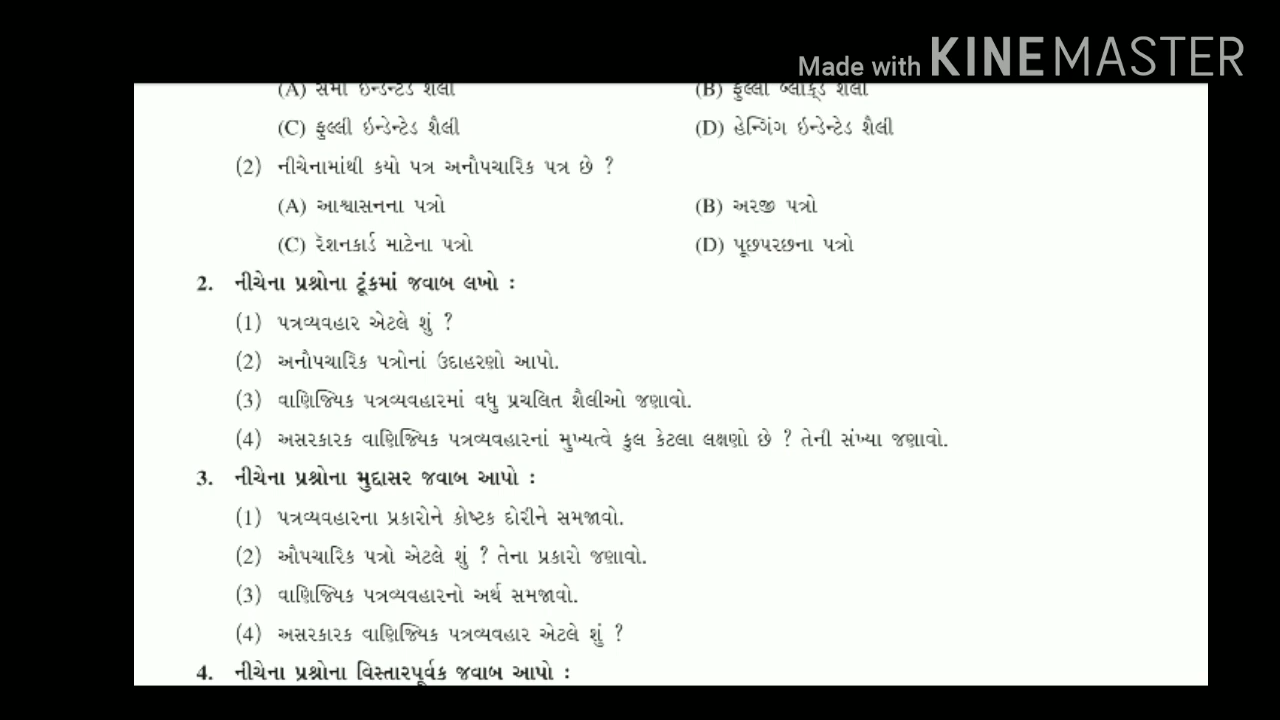 Made with KINEMASTER
(A) સેમી ઇન્ડેન્ટેડ શૈલી (B) ફુલ્લી બ્લોક્ડ શૈલી
(C) ફુલ્લી ઇન્ડેન્ટેડ શૈલી (D) હેન્ગિંગ ઇન્ડેન્ટેડ શૈલી
(2) નીચેનામાંથી કયો પત્ર અનૌપચારિક પત્ર છે ?
(A) આશ્વાસનના પત્રો (B) અરજી પત્રો
(C) રૅશનકાર્ડ માટેના પત્રો (D) પૂછપરછના પત્રો
2. નીચેના પ્રશ્નોના ટૂંકમાં જવાબ લખો :
(1) પત્રવ્યવહાર એટલે શું ?
(2) અનૌપચારિક પત્રોનાં ઉદાહરણો આપો.
(3) વાણિજ્યિક પત્રવ્યવહારમાં વધુ પ્રચલિત શૈલીઓ જણાવો.
(4) અસરકારક વાણિજ્યિક પત્રવ્યવહારનાં મુખ્યત્વે કુલ કેટલા લક્ષણો છે ? તેની સંખ્યા જણાવો.
3. નીચેના પ્રશ્નોના મુદ્દાસર જવાબ આપો :
(1) પત્રવ્યવહારના પ્રકારોને કોષ્ટક દોરીને સમજાવો.
(2) ઔપચારિક પત્રો એટલે શું ? તેના પ્રકારો જણાવો.
(3) વાણિજ્યિક પત્રવ્યવહારનો અર્થ સમજાવો.
(4) અસરકારક વાણિજ્યિક પત્રવ્યવહાર એટલે શું ?
4. નીચેના પ્રશ્નોના વિસ્તારપૂર્વક જવાબ આપો :